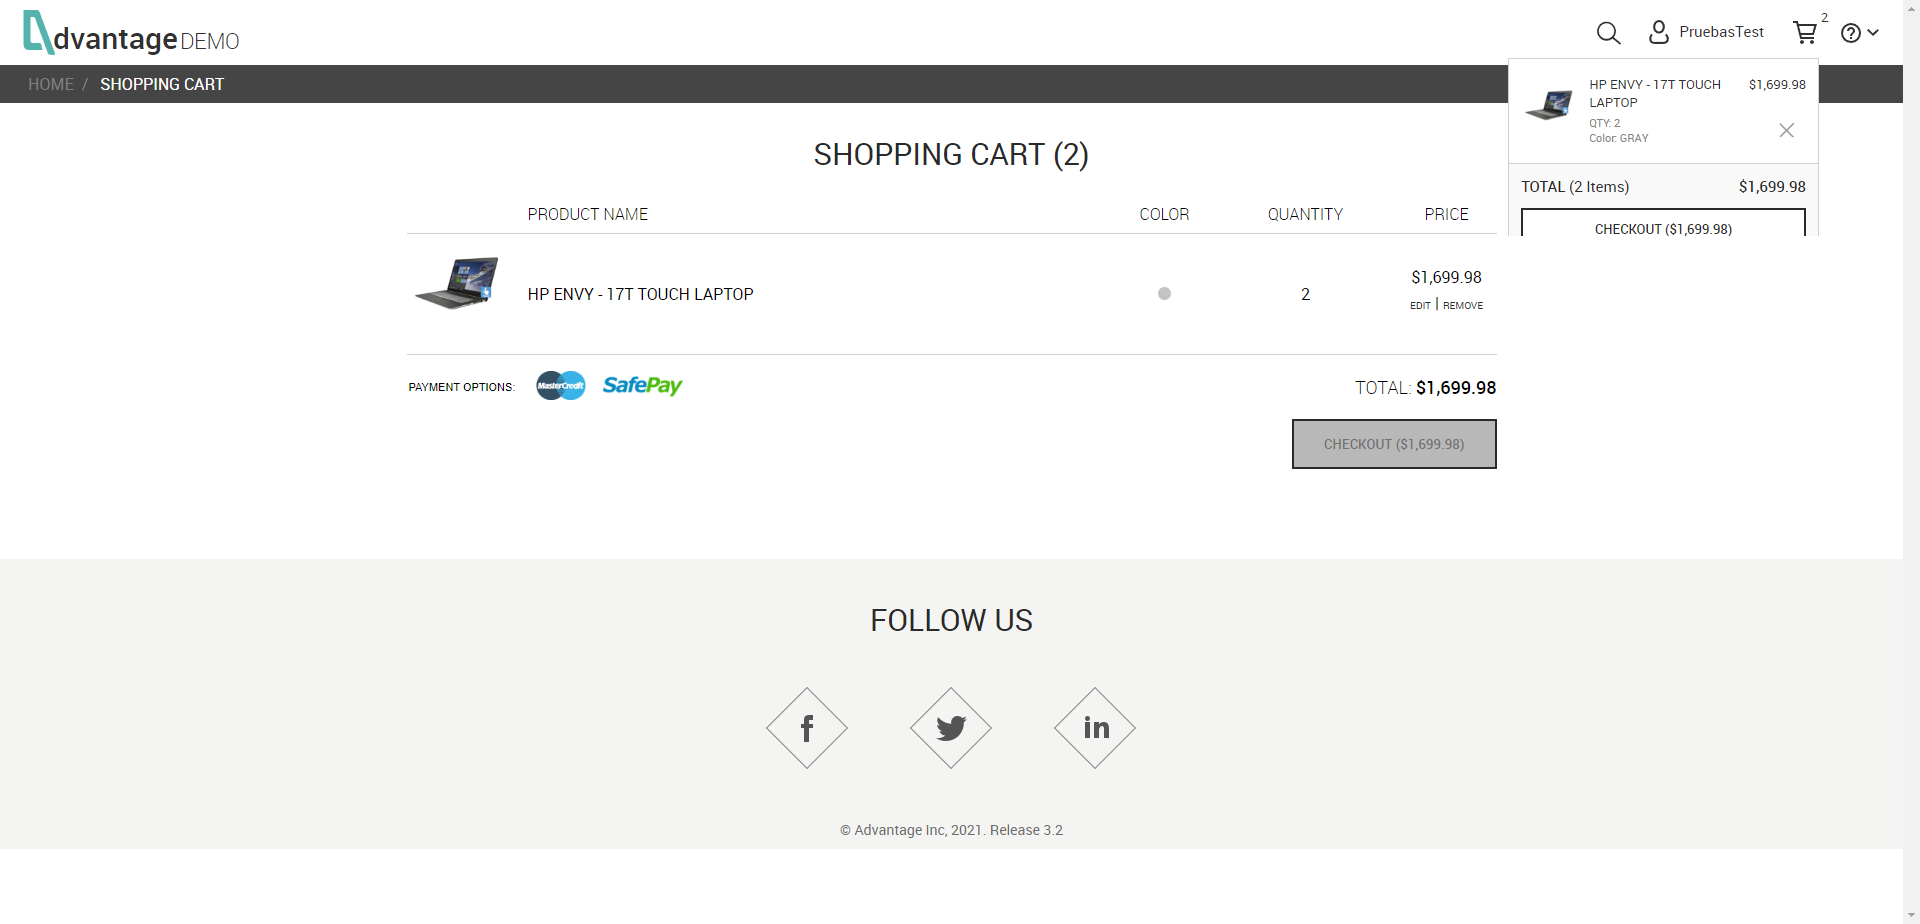 dvantage DEMO
PruebasTest
2
HOME / SHOPPING CART
HP ENVY - 17T TOUCH LAPTOP
$1,699.98
QTY: 2
Color: GRAY
TOTAL (2 Items) $1,699.98
CHECKOUT ($1,699.98)
SHOPPING CART (2)
PRODUCT NAME COLOR QUANTITY PRICE
HP ENVY - 17T TOUCH LAPTOP 2 $1,699.98
EDIT | REMOVE
PAYMENT OPTIONS: MasterCredit SafePay
TOTAL: $1,699.98
CHECKOUT ($1,699.98)
FOLLOW US
f
in
© Advantage Inc, 2021. Release 3.2